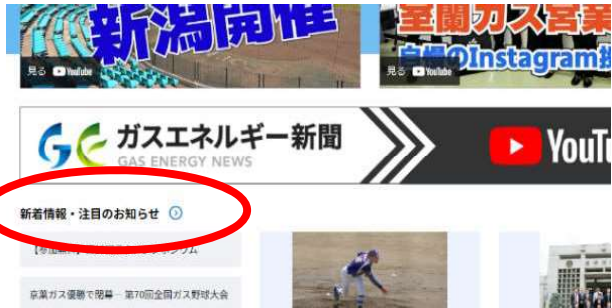 新潟開催
室蘭ガス営業
自慢のInstagram
見る YouTube
見る YouTube
ガスエネルギー新聞
GAS ENERGY NEWS
YouTu
新着情報・注目のお知らせ
京葉ガス優勝で閉幕―第70回全国ガス野球大会